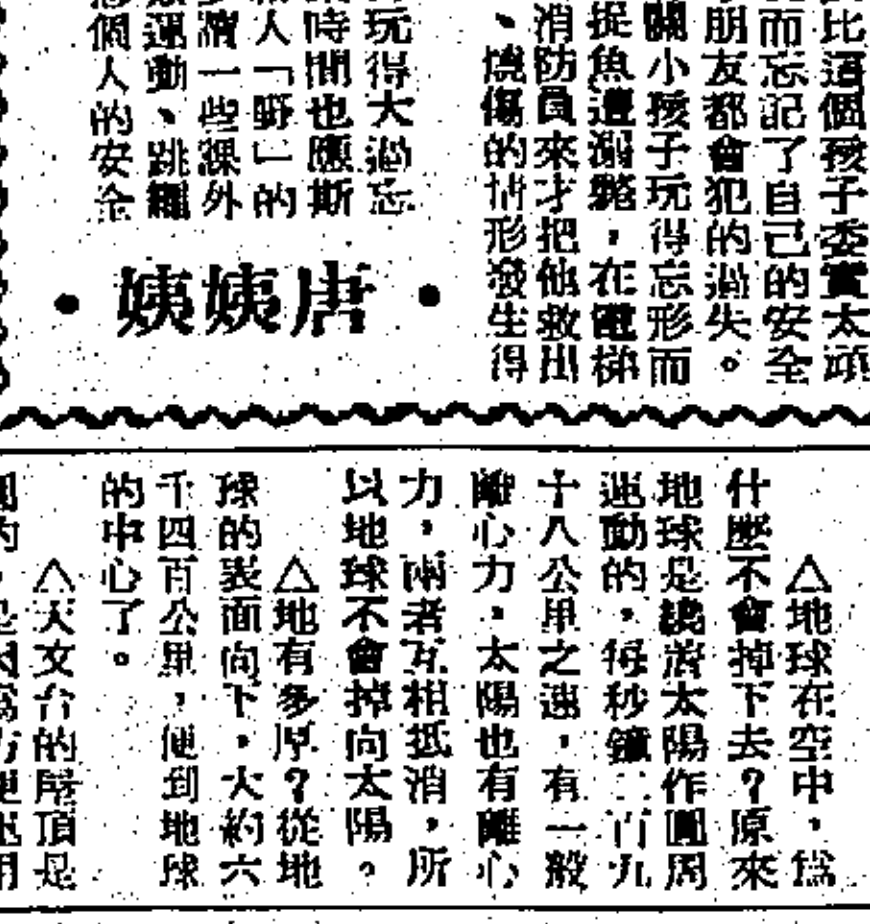 比這個孩子委實太頑
而忘記了自己的安全
朋友都會犯的過失。
關小孩子玩得忘形而
捉魚遭溺斃，在電梯
消防員來才把他救出
、燒傷的情形發生得
玩得太過忘
時間也應斯
人「野」的
讀一些課外
運動、跳繩
個人的安全
•唐姨姨•
△地球在空中，為
什麼不會掉下去？原來
地球是繞著太陽作圓周
運動的，每秒鐘二百九
十八公里之速，有一般
離心力，太陽也有離心
力，兩者互相抵消，所
以地球不會掉向太陽。
△地有多厚？從地
球的表面向下，大約六
千四百公里，便到地球
的中心了。
△天文台的屋頂是